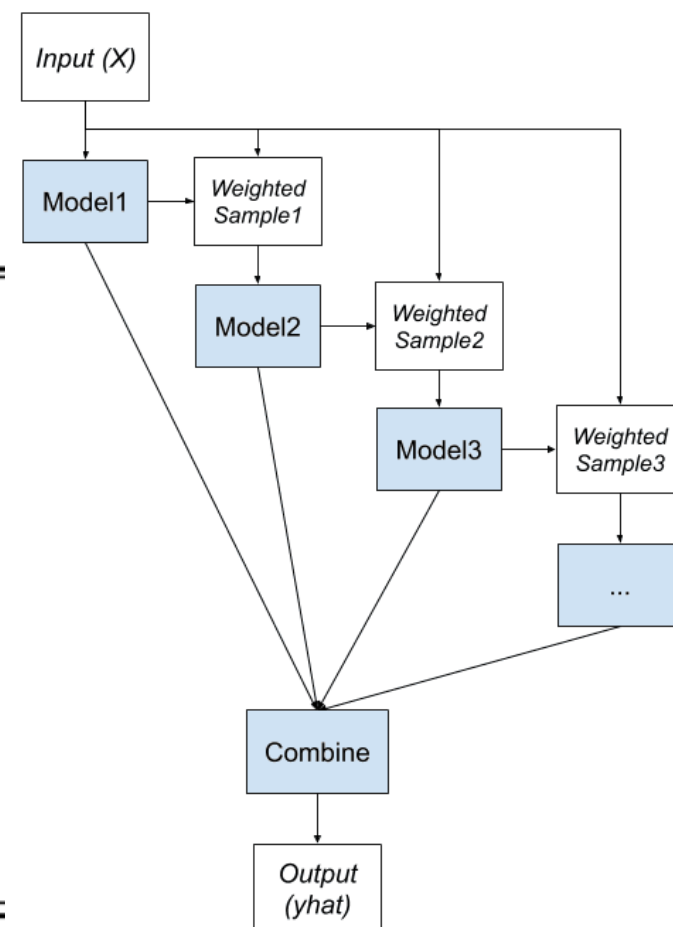 Input (X)
Model1
Weighted
Sample1
Model2
Weighted
Sample2
Model3
Weighted
Sample3
...
Combine
Output
(yhat)